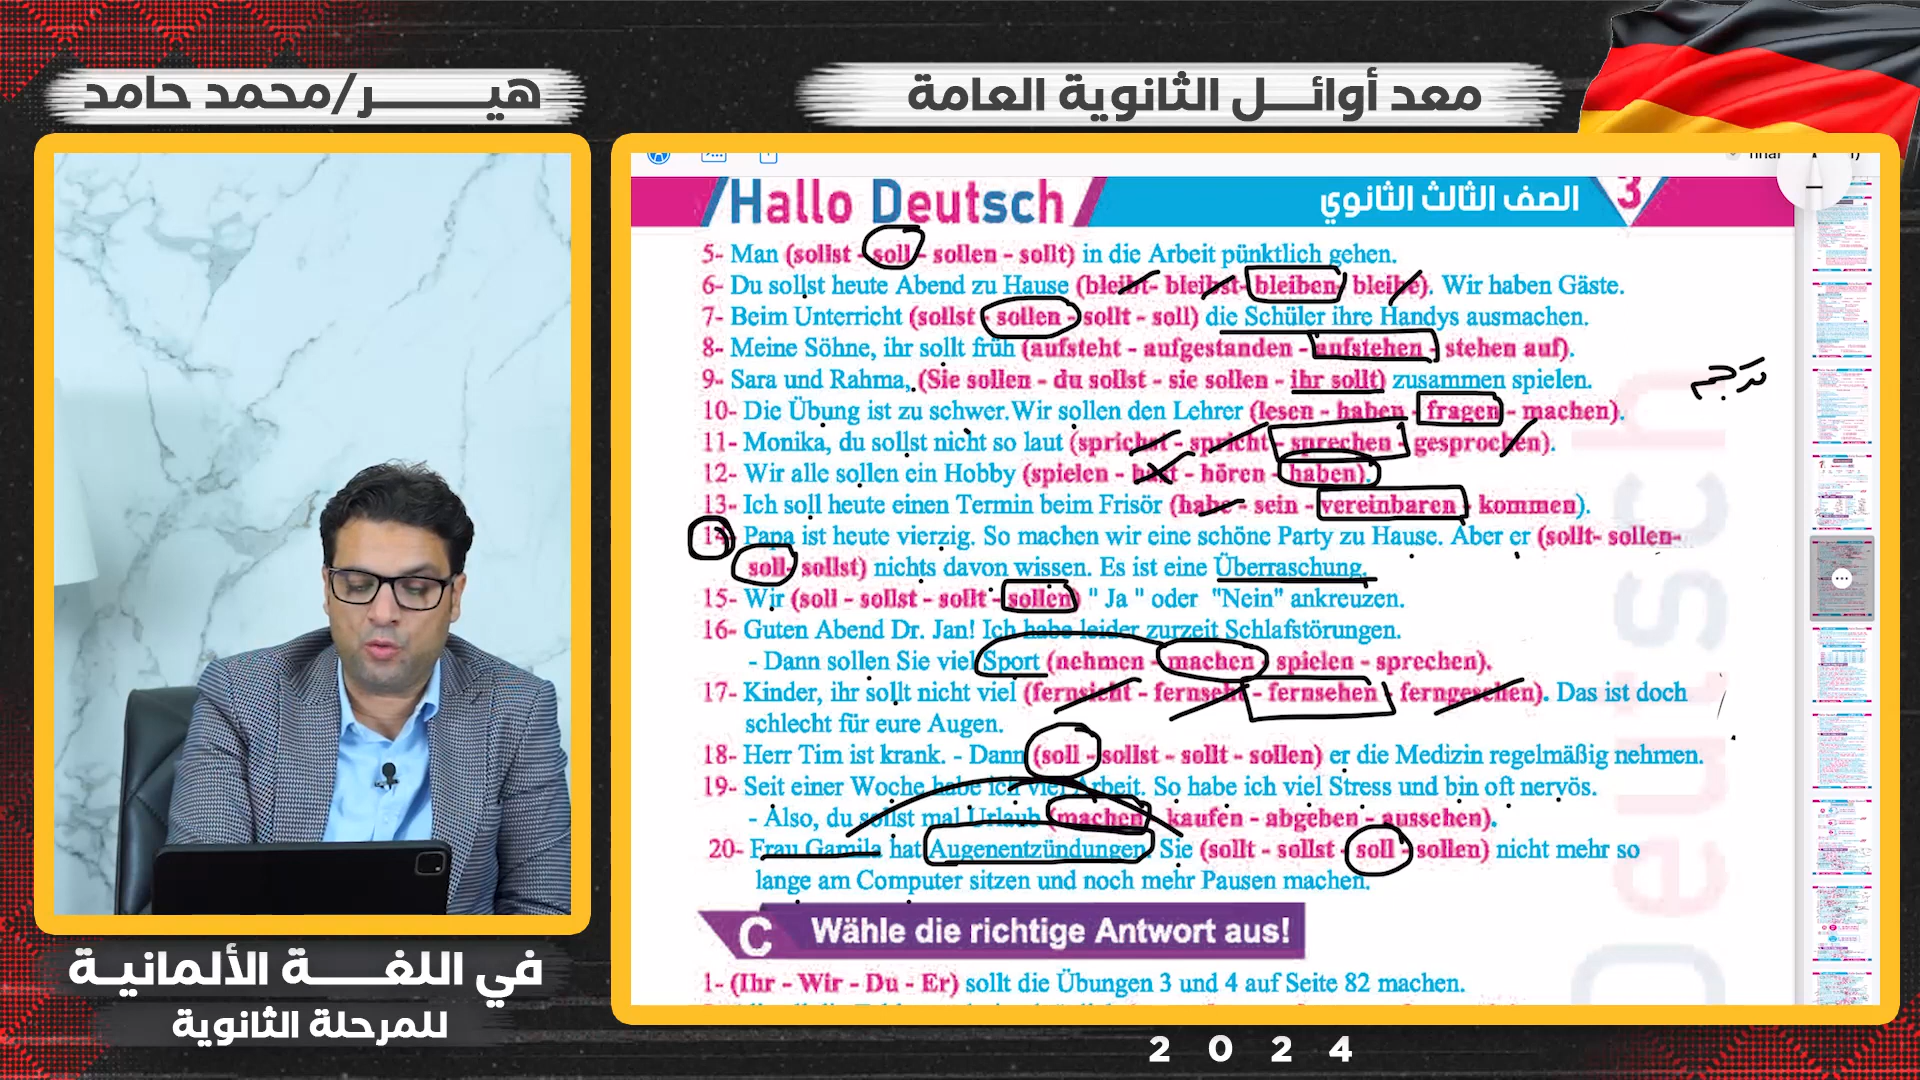 هيـــر/محمد حامد
معد أوائل الثانوية العامة
Hallo Deutsch
الصف الثالث الثانوي
3
5- Man (sollst - soll - sollen - sollt) in die Arbeit pünktlich gehen.
6- Du sollst heute Abend zu Hause (bleibt- bleibst- bleiben- bleibe). Wir haben Gäste.
7- Beim Unterricht (sollst - sollen - sollt - soll) die Schüler ihre Handys ausmachen.
8- Meine Söhne, ihr sollt früh (aufsteht - aufgestanden - aufstehen - stehen auf).
9- Sara und Rahma, (Sie sollen - du sollst - sie sollen - ihr sollt) zusammen spielen.
10- Die Übung ist zu schwer.Wir sollen den Lehrer (lesen - haben - fragen - machen).
11- Monika, du sollst nicht so laut (sprichst - spricht - sprechen - gesprochen).
12- Wir alle sollen ein Hobby (spielen - - hören - haben).
13- Ich soll heute einen Termin beim Frisör (habe - sein - vereinbaren - kommen).
14- Papa ist heute vierzig. So machen wir eine schöne Party zu Hause. Aber er (sollt- sollen-
soll- sollst) nichts davon wissen. Es ist eine Überraschung.
15- Wir (soll - sollst - sollt - sollen) " Ja " oder "Nein" ankreuzen.
16- Guten Abend Dr. Jan! Ich habe leider zurzeit Schlafstörungen.
- Dann sollen Sie viel Sport (nehmen - machen - spielen - sprechen).
17- Kinder, ihr sollt nicht viel (fernsieht - fernseht - fernsehen - ferngesehen). Das ist doch
schlecht für eure Augen.
18- Herr Tim ist krank. - Dann (soll - sollst - sollt - sollen) er die Medizin regelmäßig nehmen.
19- Seit einer Woche habe ich viel Arbeit. So habe ich viel Stress und bin oft nervös.
- Also, du sollst mal Urlaub (machen - kaufen - abgeben - aussehen).
20- Frau Gamila hat Augenentzündungen. Sie (sollt - sollst - soll - sollen) nicht mehr so
lange am Computer sitzen und noch mehr Pausen machen.
C Wähle die richtige Antwort aus!
1- (Ihr - Wir - Du - Er) sollt die Übungen 3 und 4 auf Seite 82 machen.
في اللغـــة الألمانيـة
للمرحلة الثانوية
2024